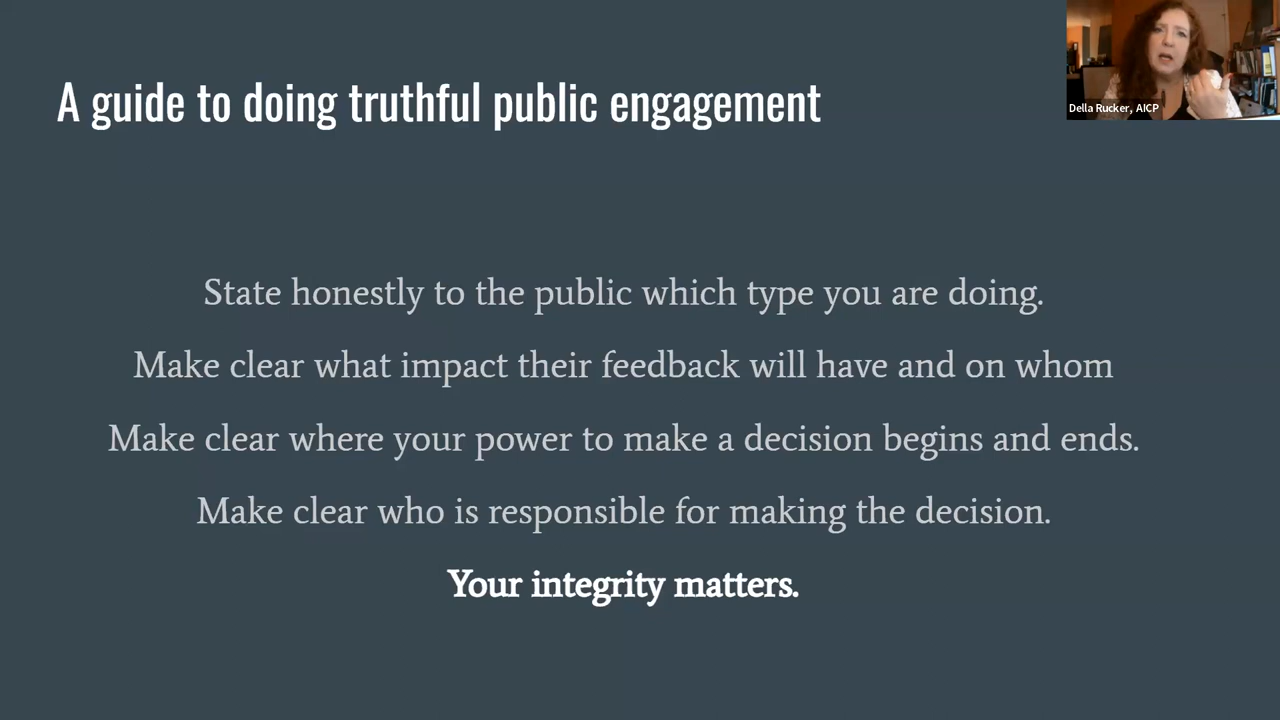 A guide to doing truthful public engagement
Della Rucker, AICP
State honestly to the public which type you are doing.
Make clear what impact their feedback will have and on whom
Make clear where your power to make a decision begins and ends.
Make clear who is responsible for making the decision.
Your integrity matters.